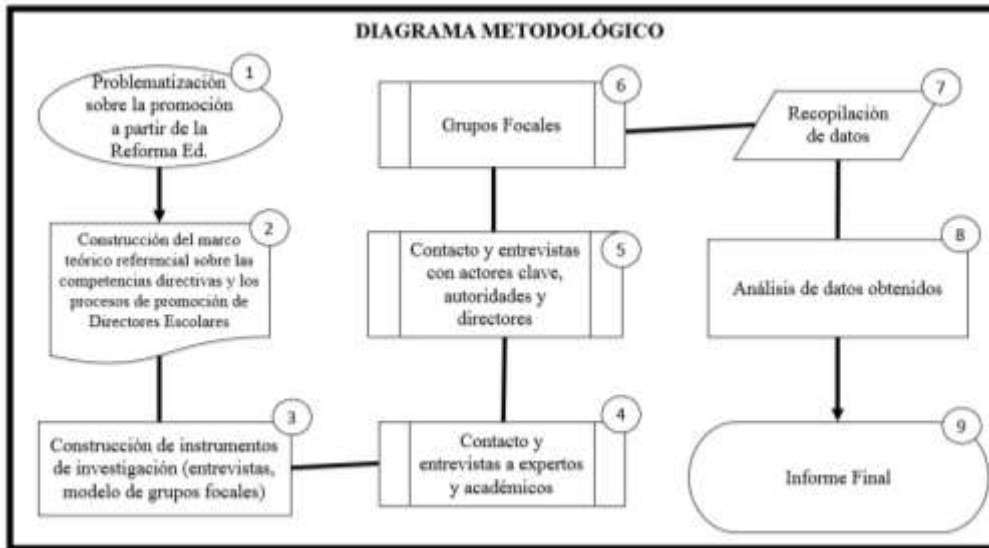 DIAGRAMA METODOLÓGICO
1
Problematización
sobre la promoción
a partir de la
Reforma Ed.
2
Construcción del marco
teórico referencial sobre las
competencias directivas y los
procesos de promoción de
Directores Escolares
3
Construcción de instrumentos
de investigación (entrevistas,
modelo de grupos focales)
4
Contacto y
entrevistas a expertos
y académicos
5
Contacto y entrevistas
con actores clave,
autoridades y
directores
6
Grupos Focales
7
Recopilación
de datos
8
Análisis de datos obtenidos
9
Informe Final